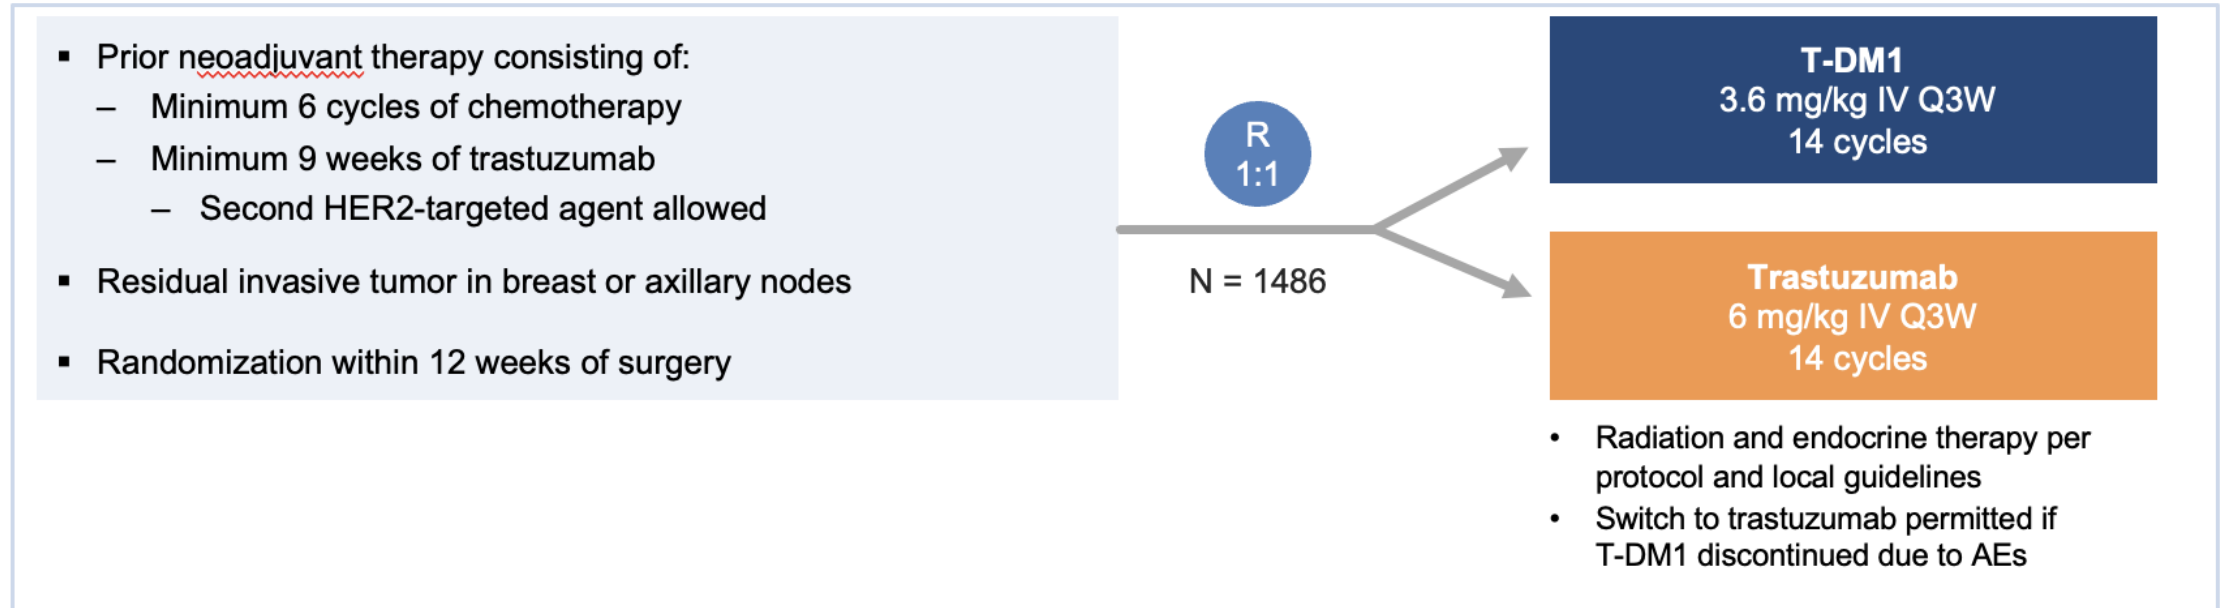 ▪ Prior neoadjuvant therapy consisting of:
– Minimum 6 cycles of chemotherapy
– Minimum 9 weeks of trastuzumab
– Second HER2-targeted agent allowed
▪ Residual invasive tumor in breast or axillary nodes
▪ Randomization within 12 weeks of surgery
R
1:1
N = 1486
T-DM1
3.6 mg/kg IV Q3W
14 cycles
Trastuzumab
6 mg/kg IV Q3W
14 cycles
• Radiation and endocrine therapy per
protocol and local guidelines
• Switch to trastuzumab permitted if
T-DM1 discontinued due to AEs